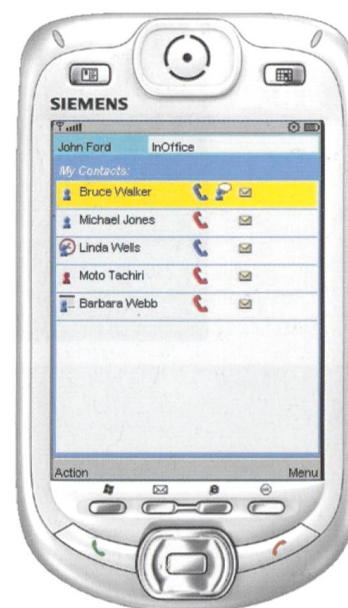 SIEMENS
John Ford InOffice
My Contacts:
Bruce Walker
Michael Jones
Linda Wells
Moto Tachiri
Barbara Webb
Action Menu